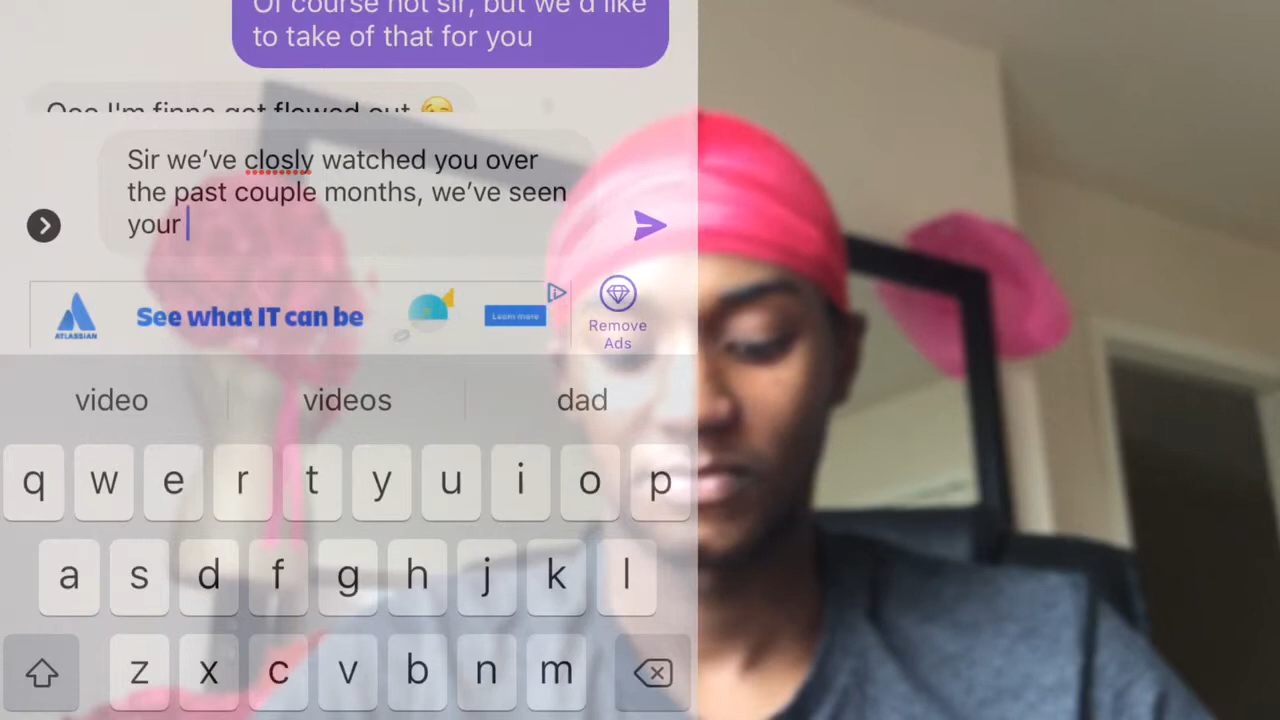 Of course not sir, but we'd like
to take of that for you
Ooo I'm finna get flewed out 😉
Sir we've closly watched you over
the past couple months, we've seen
your
ATLASSIAN
See what IT can be
Learn more
Remove
Ads
video videos dad
q w e r t y u i o p
a s d f g h j k l
z x c v b n m